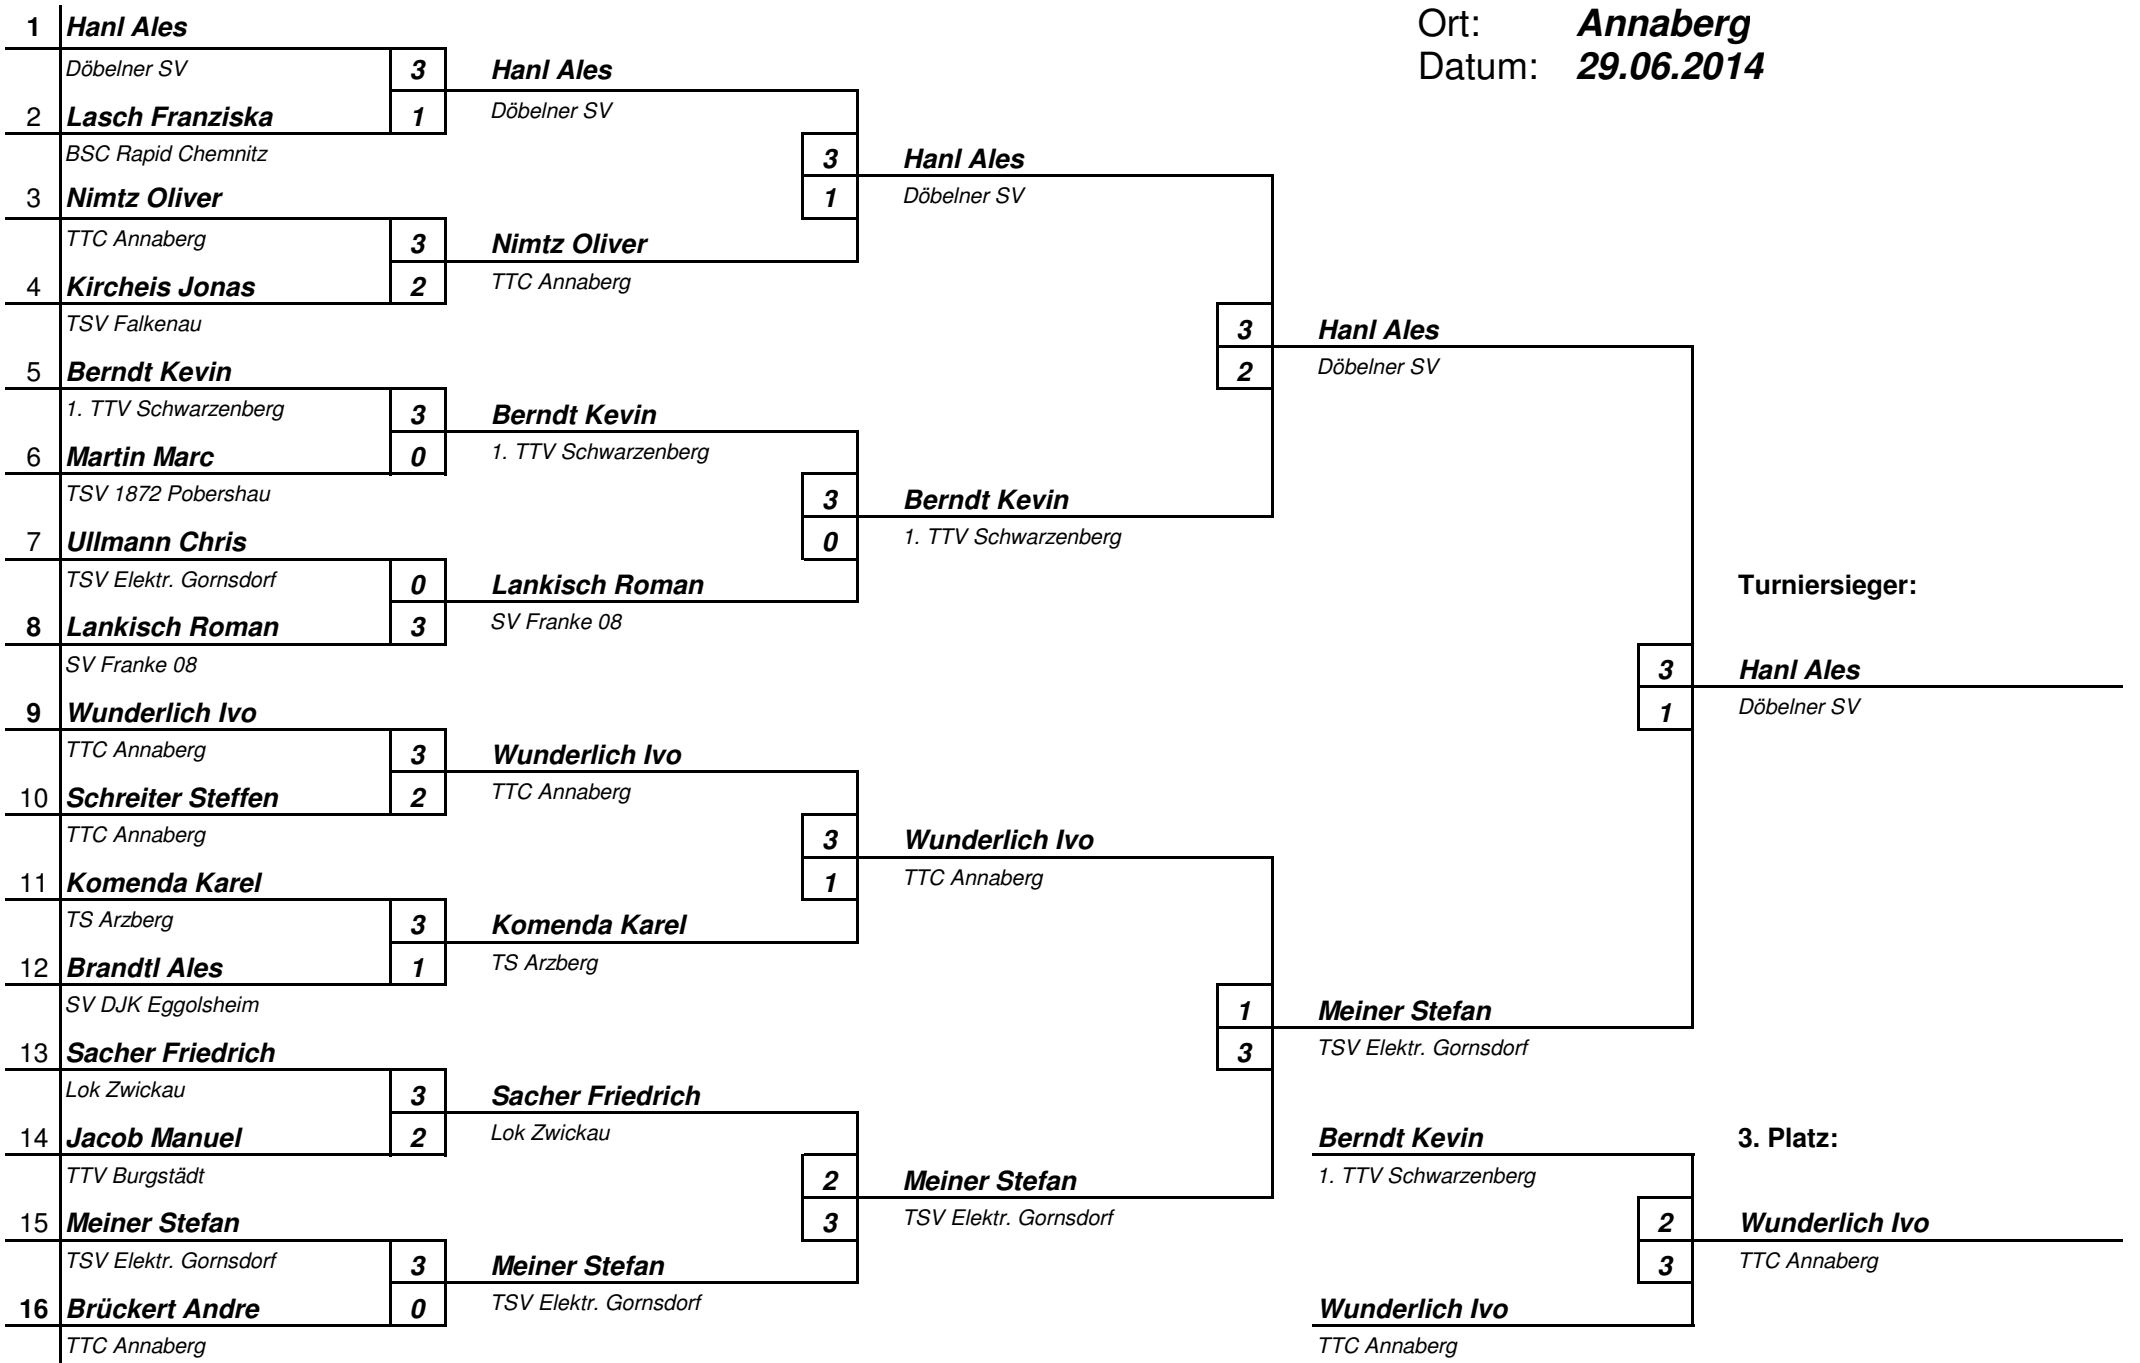 1 Hanl Ales Ort: Annaberg
Döbelner SV 3 Hanl Ales Datum: 29.06.2014
2 Lasch Franziska 1 Döbelner SV
BSC Rapid Chemnitz 3 Hanl Ales
3 Nimtz Oliver 1 Döbelner SV
TTC Annaberg 3 Nimtz Oliver
4 Kircheis Jonas 2 TTC Annaberg
TSV Falkenau 3 Hanl Ales
5 Berndt Kevin 2 Döbelner SV
1. TTV Schwarzenberg 3 Berndt Kevin
6 Martin Marc 0 1. TTV Schwarzenberg
TSV 1872 Pobershau 3 Berndt Kevin
7 Ullmann Chris 0 1. TTV Schwarzenberg
TSV Elektr. Gornsdorf 0 Lankisch Roman Turniersieger:
8 Lankisch Roman 3 SV Franke 08
SV Franke 08 3 Hanl Ales
9 Wunderlich Ivo 1 Döbelner SV
TTC Annaberg 3 Wunderlich Ivo
10 Schreiter Steffen 2 TTC Annaberg
TTC Annaberg 3 Wunderlich Ivo
11 Komenda Karel 1 TTC Annaberg
TS Arzberg 3 Komenda Karel
12 Brandtl Ales 1 TS Arzberg
SV DJK Eggolsheim 1 Meiner Stefan
13 Sacher Friedrich 3 TSV Elektr. Gornsdorf
Lok Zwickau 3 Sacher Friedrich
14 Jacob Manuel 2 Lok Zwickau Berndt Kevin 3. Platz:
TTV Burgstädt 2 Meiner Stefan 1. TTV Schwarzenberg
15 Meiner Stefan 3 TSV Elektr. Gornsdorf 2 Wunderlich Ivo
TSV Elektr. Gornsdorf 3 Meiner Stefan 3 TTC Annaberg
16 Brückert Andre 0 TSV Elektr. Gornsdorf Wunderlich Ivo
TTC Annaberg TTC Annaberg